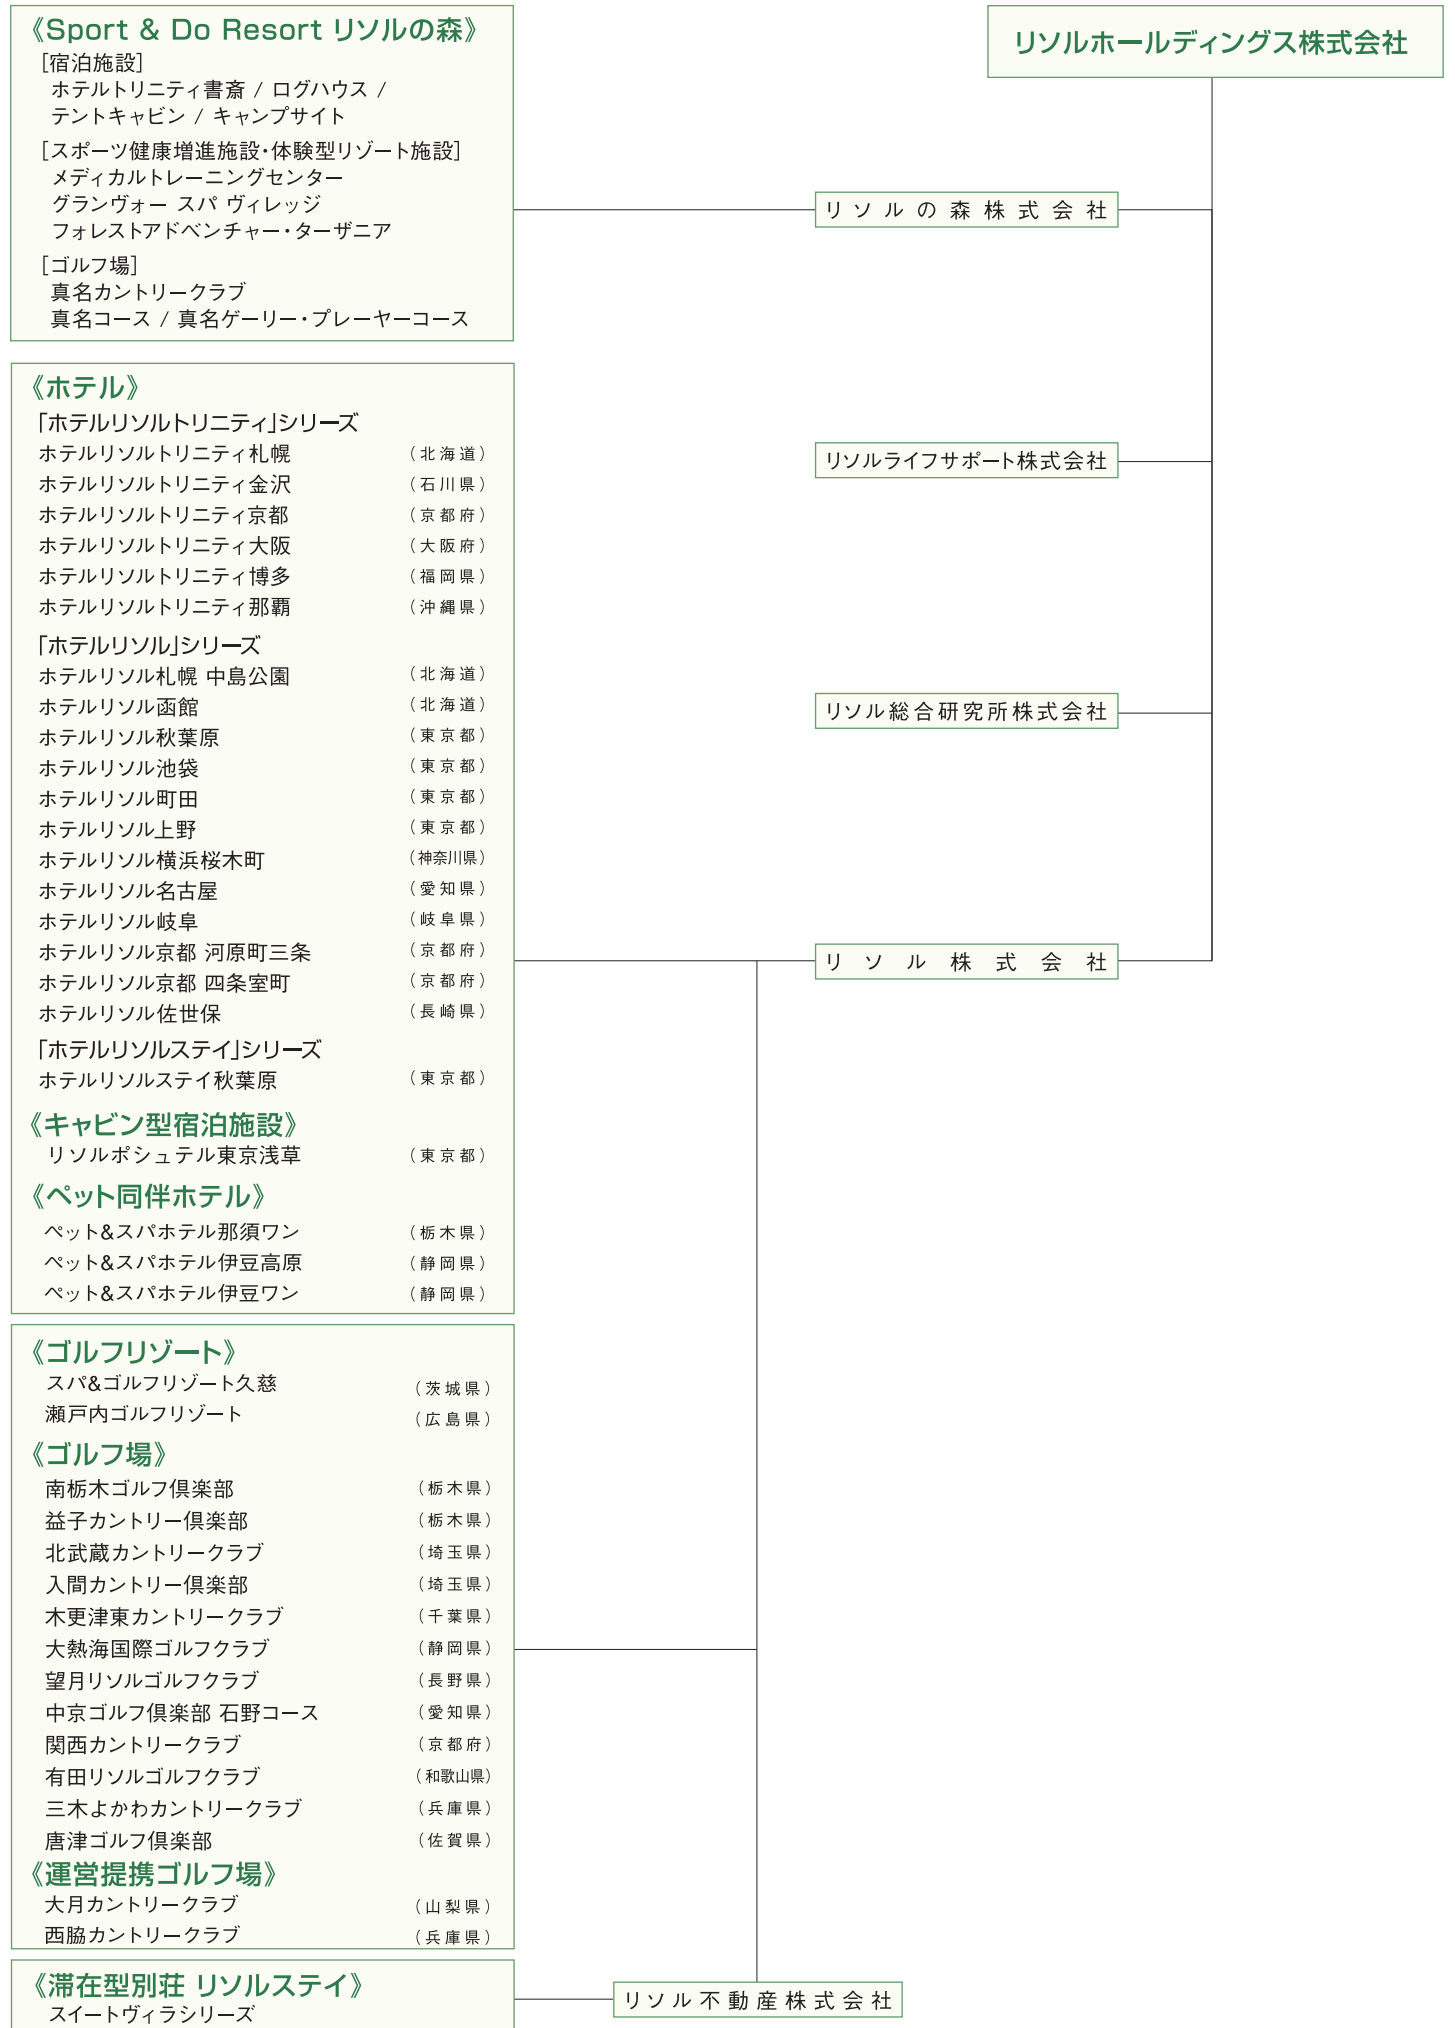 《Sport & Do Resort リソルの森》
［宿泊施設］
ホテルトリニティ書斎 / ログハウス /
テントキャビン / キャンプサイト
［スポーツ健康増進施設・体験型リゾート施設］
メディカルトレーニングセンター
グランヴォー スパ ヴィレッジ
フォレストアドベンチャー・ターザニア
［ゴルフ場］
真名カントリークラブ
真名コース / 真名ゲーリー・プレーヤーコース
リソルホールディングス株式会社
リソルの森株式会社
リソルライフサポート株式会社
リソル総合研究所株式会社
リソル株式会社
《ホテル》
「ホテルリソルトリニティ」シリーズ
ホテルリソルトリニティ札幌 （北海道）
ホテルリソルトリニティ金沢 （石川県）
ホテルリソルトリニティ京都 （京都府）
ホテルリソルトリニティ大阪 （大阪府）
ホテルリソルトリニティ博多 （福岡県）
ホテルリソルトリニティ那覇 （沖縄県）
「ホテルリソル」シリーズ
ホテルリソル札幌 中島公園 （北海道）
ホテルリソル函館 （北海道）
ホテルリソル秋葉原 （東京都）
ホテルリソル池袋 （東京都）
ホテルリソル町田 （東京都）
ホテルリソル上野 （東京都）
ホテルリソル横浜桜木町 （神奈川県）
ホテルリソル名古屋 （愛知県）
ホテルリソル岐阜 （岐阜県）
ホテルリソル京都 河原町三条 （京都府）
ホテルリソル京都 四条室町 （京都府）
ホテルリソル佐世保 （長崎県）
「ホテルリソルステイ」シリーズ
ホテルリソルステイ秋葉原 （東京都）
《キャビン型宿泊施設》
リソルポシュテル東京浅草 （東京都）
《ペット同伴ホテル》
ペット&スパホテル那須ワン （栃木県）
ペット&スパホテル伊豆高原 （静岡県）
ペット&スパホテル伊豆ワン （静岡県）
《ゴルフリゾート》
スパ&ゴルフリゾート久慈 （茨城県）
瀬戸内ゴルフリゾート （広島県）
《ゴルフ場》
南栃木ゴルフ倶楽部 （栃木県）
益子カントリー倶楽部 （栃木県）
北武蔵カントリークラブ （埼玉県）
入間カントリー倶楽部 （埼玉県）
木更津東カントリークラブ （千葉県）
大熱海国際ゴルフクラブ （静岡県）
望月リソルゴルフクラブ （長野県）
中京ゴルフ倶楽部 石野コース （愛知県）
関西カントリークラブ （京都府）
有田リソルゴルフクラブ （和歌山県）
三木よかわカントリークラブ （兵庫県）
唐津ゴルフ倶楽部 （佐賀県）
《運営提携ゴルフ場》
大月カントリークラブ （山梨県）
西脇カントリークラブ （兵庫県）
《滞在型別荘 リソルステイ》
スイートヴィラシリーズ
リソル不動産株式会社